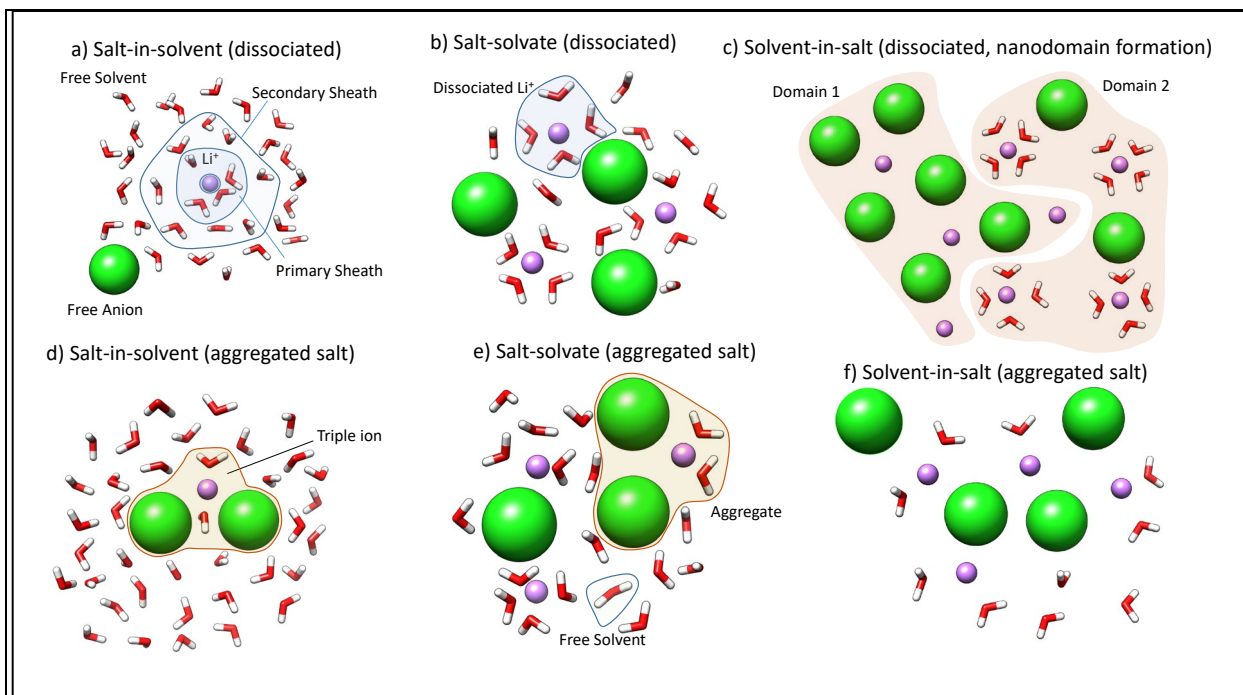 a) Salt-in-solvent (dissociated)
Free Solvent
Secondary Sheath
Li⁺
Primary Sheath
Free Anion
b) Salt-solvate (dissociated)
Dissociated Li⁺
c) Solvent-in-salt (dissociated, nanodomain formation)
Domain 1
Domain 2
d) Salt-in-solvent (aggregated salt)
Triple ion
e) Salt-solvate (aggregated salt)
Aggregate
Free Solvent
f) Solvent-in-salt (aggregated salt)